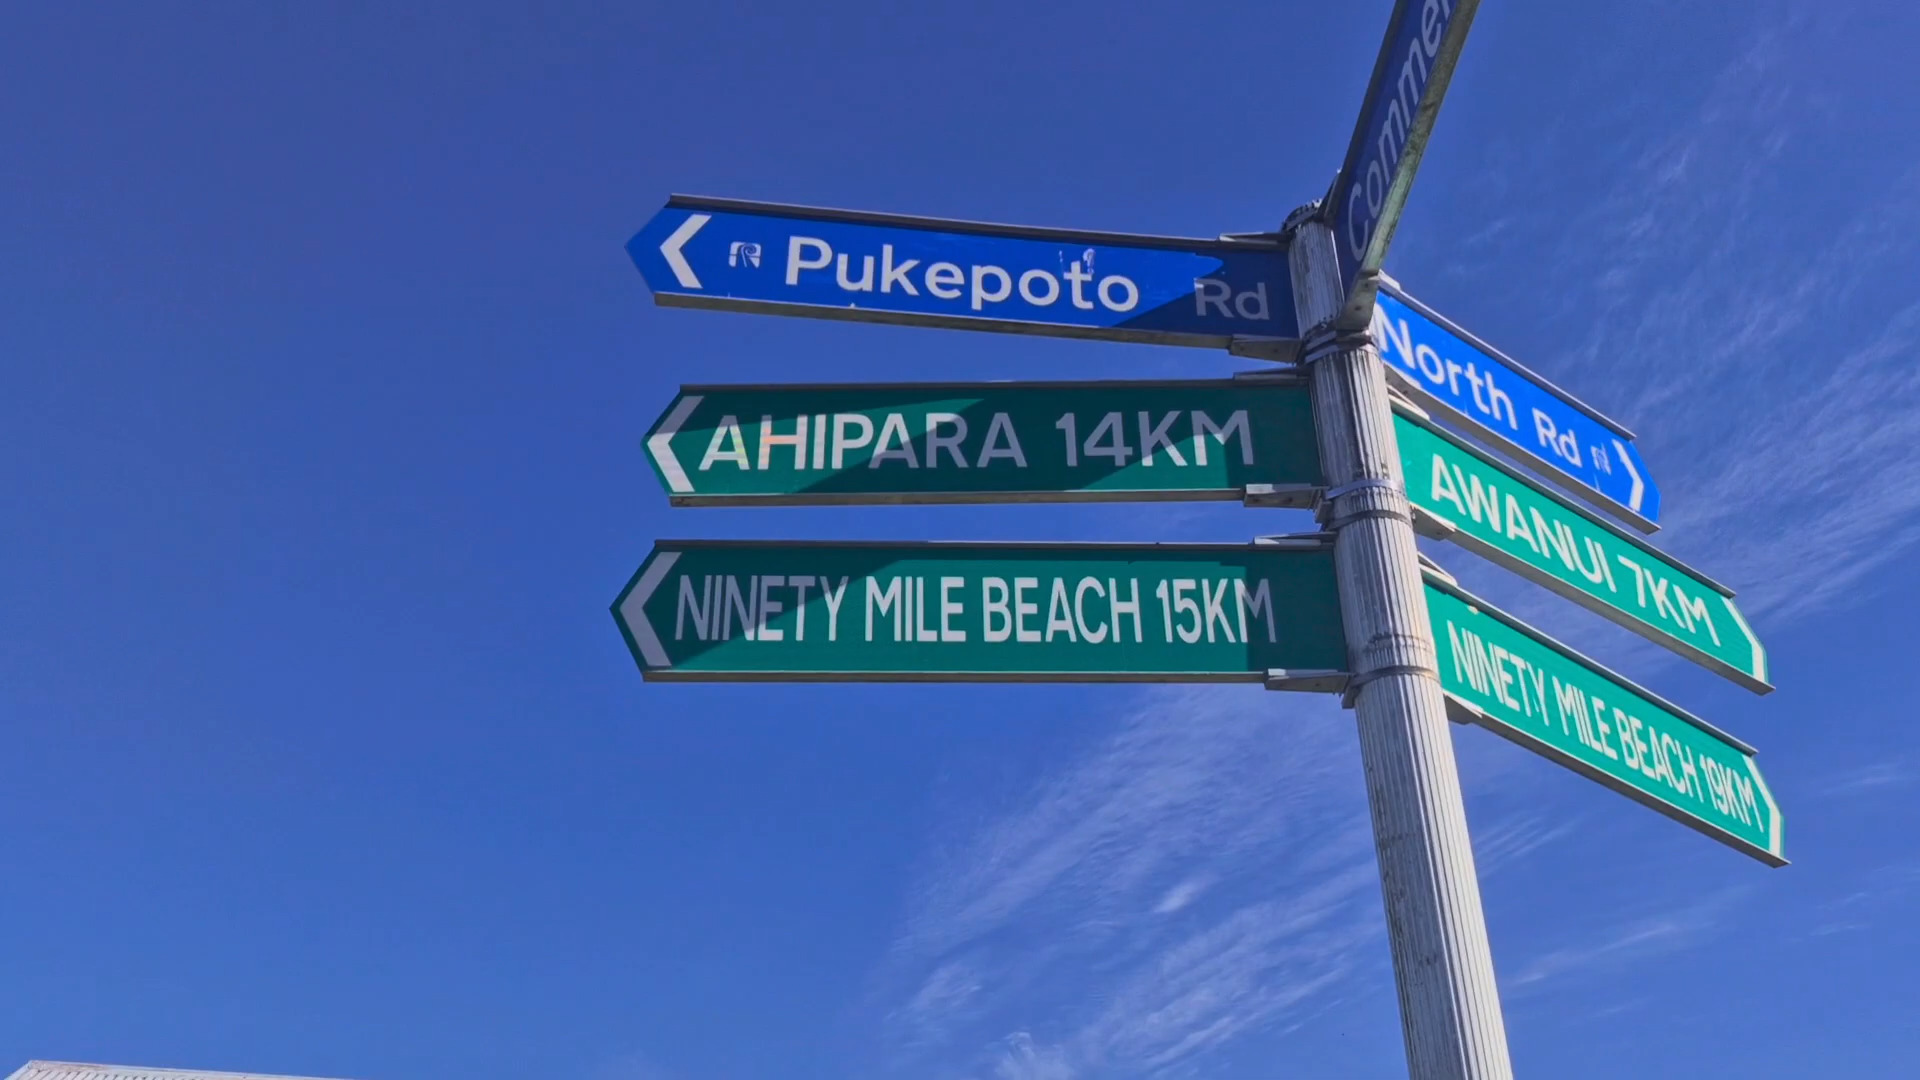 Pukepoto Rd
AHIPARA 14KM
NINETY MILE BEACH 15KM
North Rd
AWANUI 7KM
NINETY MILE BEACH 19KM